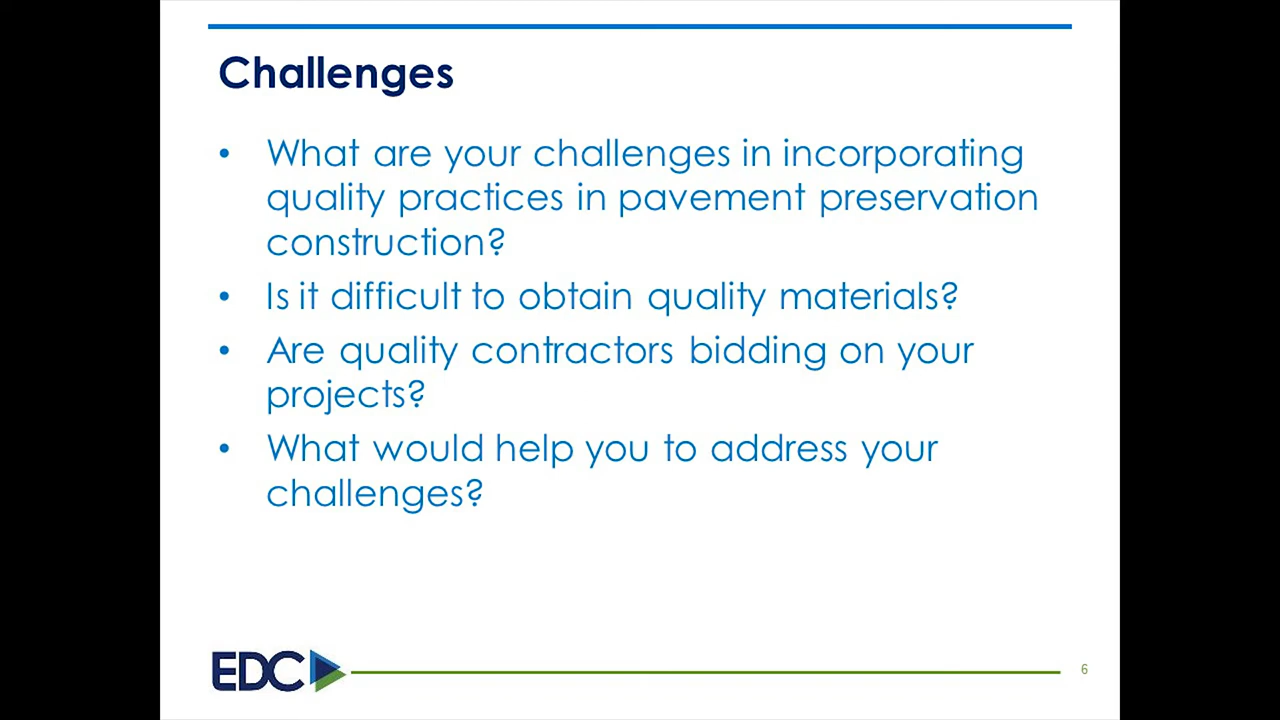 Challenges
• What are your challenges in incorporating
quality practices in pavement preservation
construction?
• Is it difficult to obtain quality materials?
• Are quality contractors bidding on your
projects?
• What would help you to address your
challenges?
EDC
6